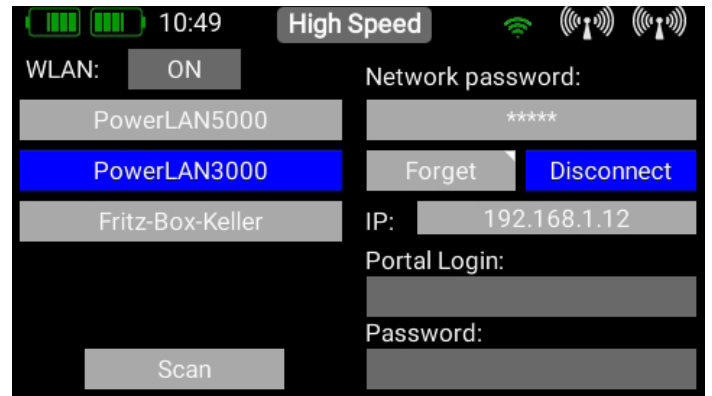 10:49 High Speed
WLAN: ON
PowerLAN5000
PowerLAN3000
Fritz-Box-Keller
Scan
Network password:
*****
Forget Disconnect
IP: 192.168.1.12
Portal Login:
Password: